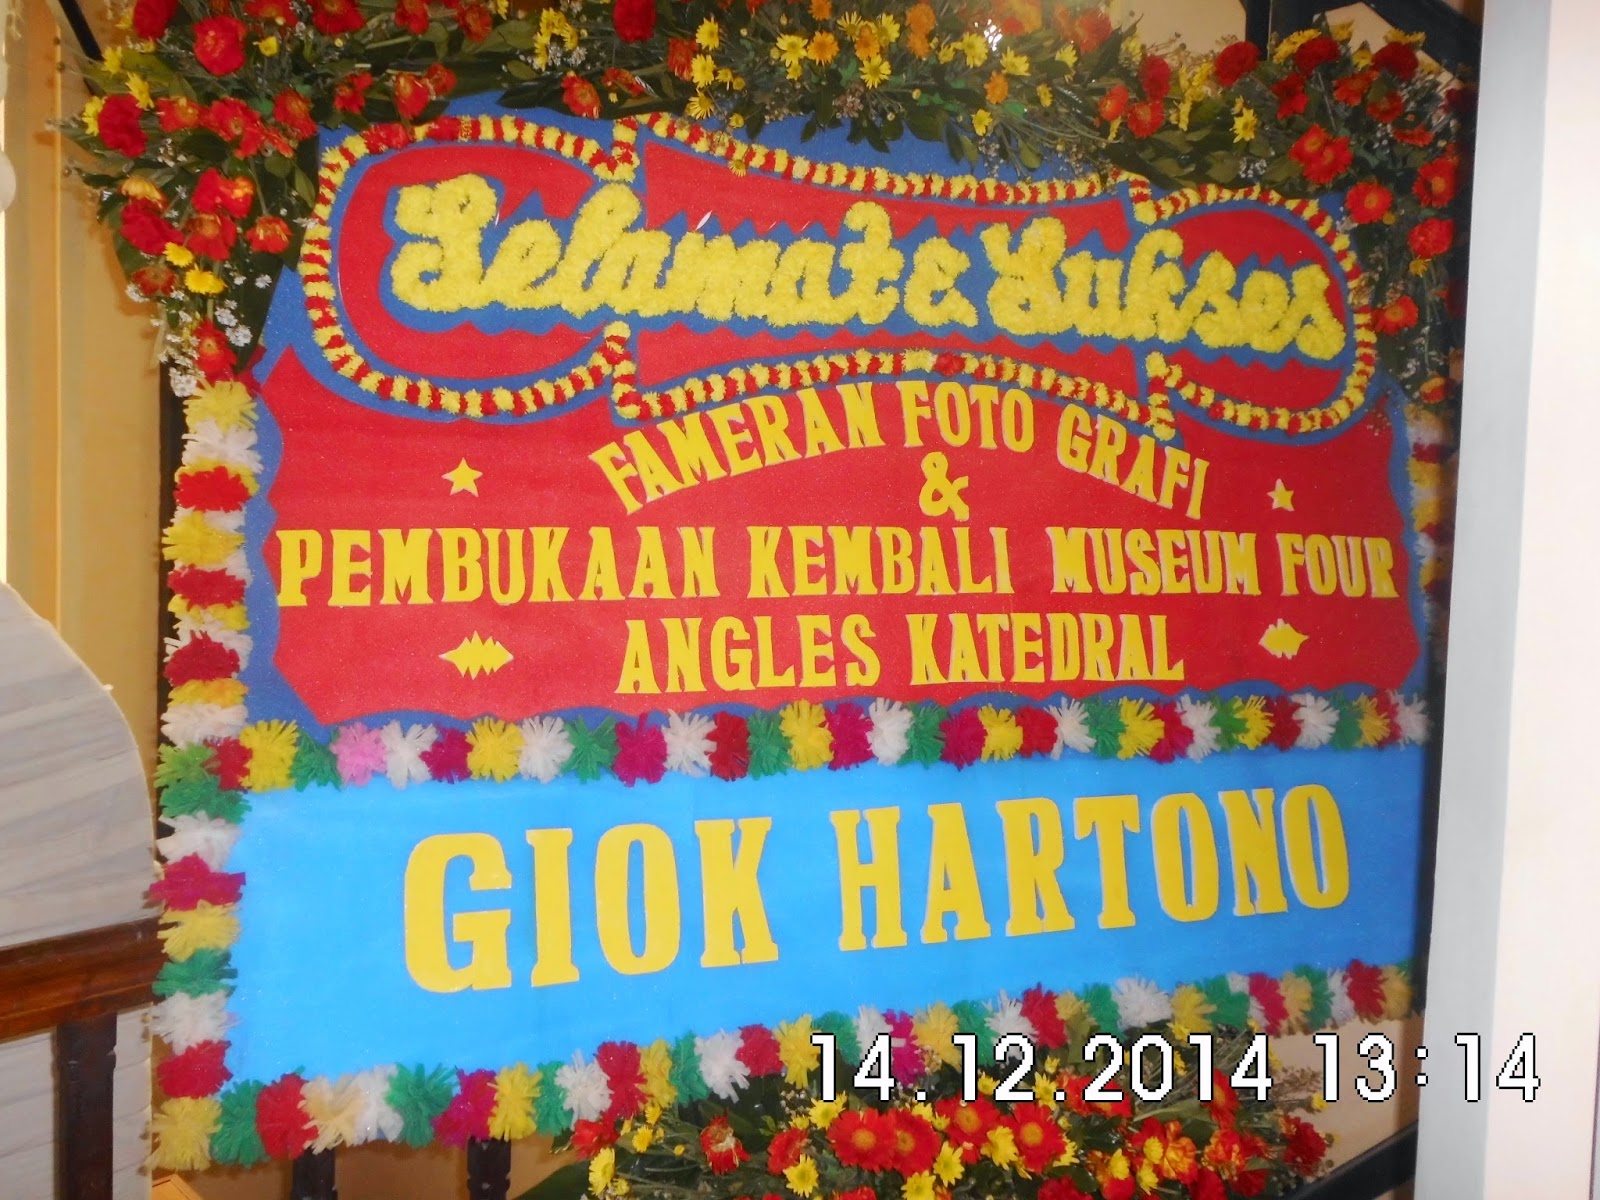 Selamat & Sukses
FAMERAN FOTO GRAFI
&
PEMBUKAAN KEMBALI MUSEUM FOUR
ANGLES KATEDRAL
GIOK HARTONO
14.12.2014 13:14